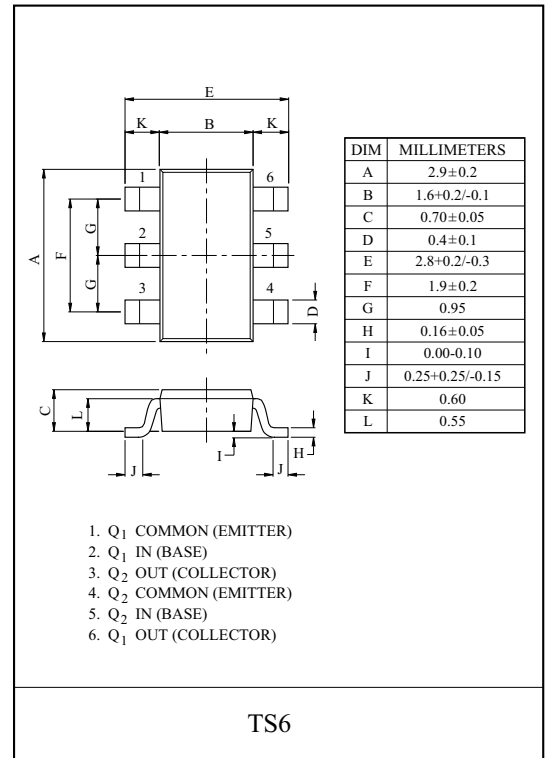 E
K B K
1 6
2 5
3 4
A
F
G
G
D
C
L
I
H
J J
DIM MILLIMETERS
A 2.9±0.2
B 1.6+0.2/-0.1
C 0.70±0.05
D 0.4±0.1
E 2.8+0.2/-0.3
F 1.9±0.2
G 0.95
H 0.16±0.05
I 0.00-0.10
J 0.25+0.25/-0.15
K 0.60
L 0.55
1. Q1 COMMON (EMITTER)
2. Q1 IN (BASE)
3. Q2 OUT (COLLECTOR)
4. Q2 COMMON (EMITTER)
5. Q2 IN (BASE)
6. Q1 OUT (COLLECTOR)
TS6